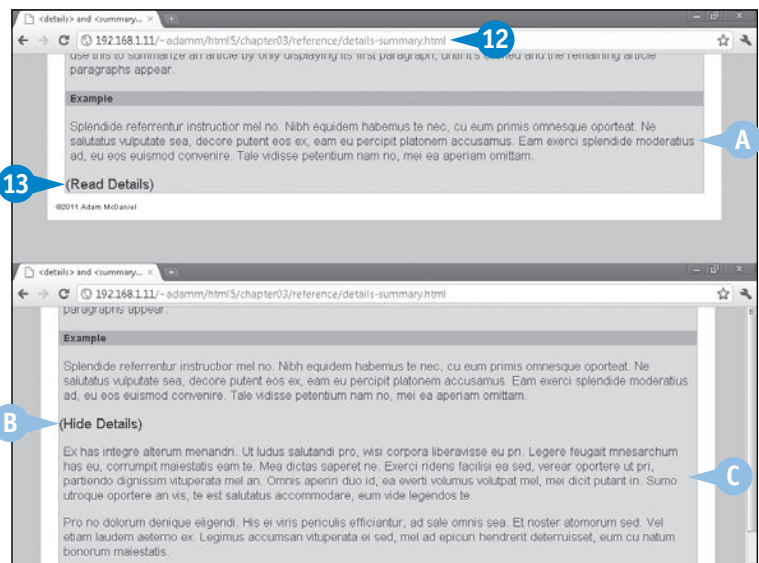 <details> and <summary... ×
192.168.1.11/~adamm/html5/chapter03/reference/details-summary.html
12
use this to summarize an article by only displaying its first paragraph, until it's clicked and the remaining article
paragraphs appear.
Example
Splendide referrentur instructior mel no. Nibh equidem habemus te nec, cu eum primis omnesque oporteat. Ne
salutatus vulputate sea, decore putent eos ex, eam eu percipit platonem accusamus. Eam exerci splendide moderatius
A
ad, eu eos euismod convenire. Tale vidisse petentium nam no, mei ea aperiam omittam.
13
(Read Details)
©2011 Adam McDaniel
<details> and <summary... ×
192.168.1.11/~adamm/html5/chapter03/reference/details-summary.html
paragraphs appear.
Example
Splendide referrentur instructior mel no. Nibh equidem habemus te nec, cu eum primis omnesque oporteat. Ne
salutatus vulputate sea, decore putent eos ex, eam eu percipit platonem accusamus. Eam exerci splendide moderatius
ad, eu eos euismod convenire. Tale vidisse petentium nam no, mei ea aperiam omittam.
B
(Hide Details)
Ex has integre alterum menandri. Ut ludus salutandi pro, wisi corpora liberavisse eu pri. Legere feugait mnesarchum
has eu, corrumpit maiestatis eam te. Mea dictas saperet ne. Exerci ridens facilisi ea sed, verear oportere ut pri,
partiendo dignissim vituperata mel an. Omnis aperiri duo id, ea everti volumus volutpat mel, mei dicit putant in. Sumo
C
utroque oportere an vis, te est salutatus accommodare, eum vide legendos te.
Pro no dolorum denique eligendi. His ei viris periculis efficiantur, ad sale omnis sea. Et noster atomorum sed. Vel
etiam laudem aeterno ex. Legimus accumsan vituperata ei sed, mel ad epicuri hendrerit deterruisset, eum cu natum
bonorum maiestatis.